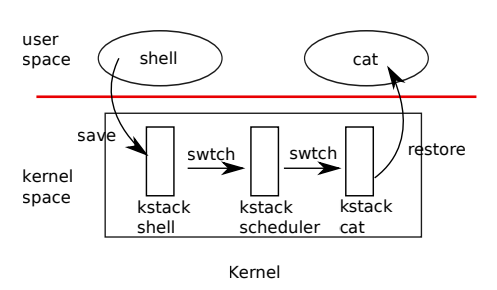 user
space
shell
cat
save
swtch
swtch
restore
kernel
space
kstack
shell
kstack
scheduler
kstack
cat
Kernel